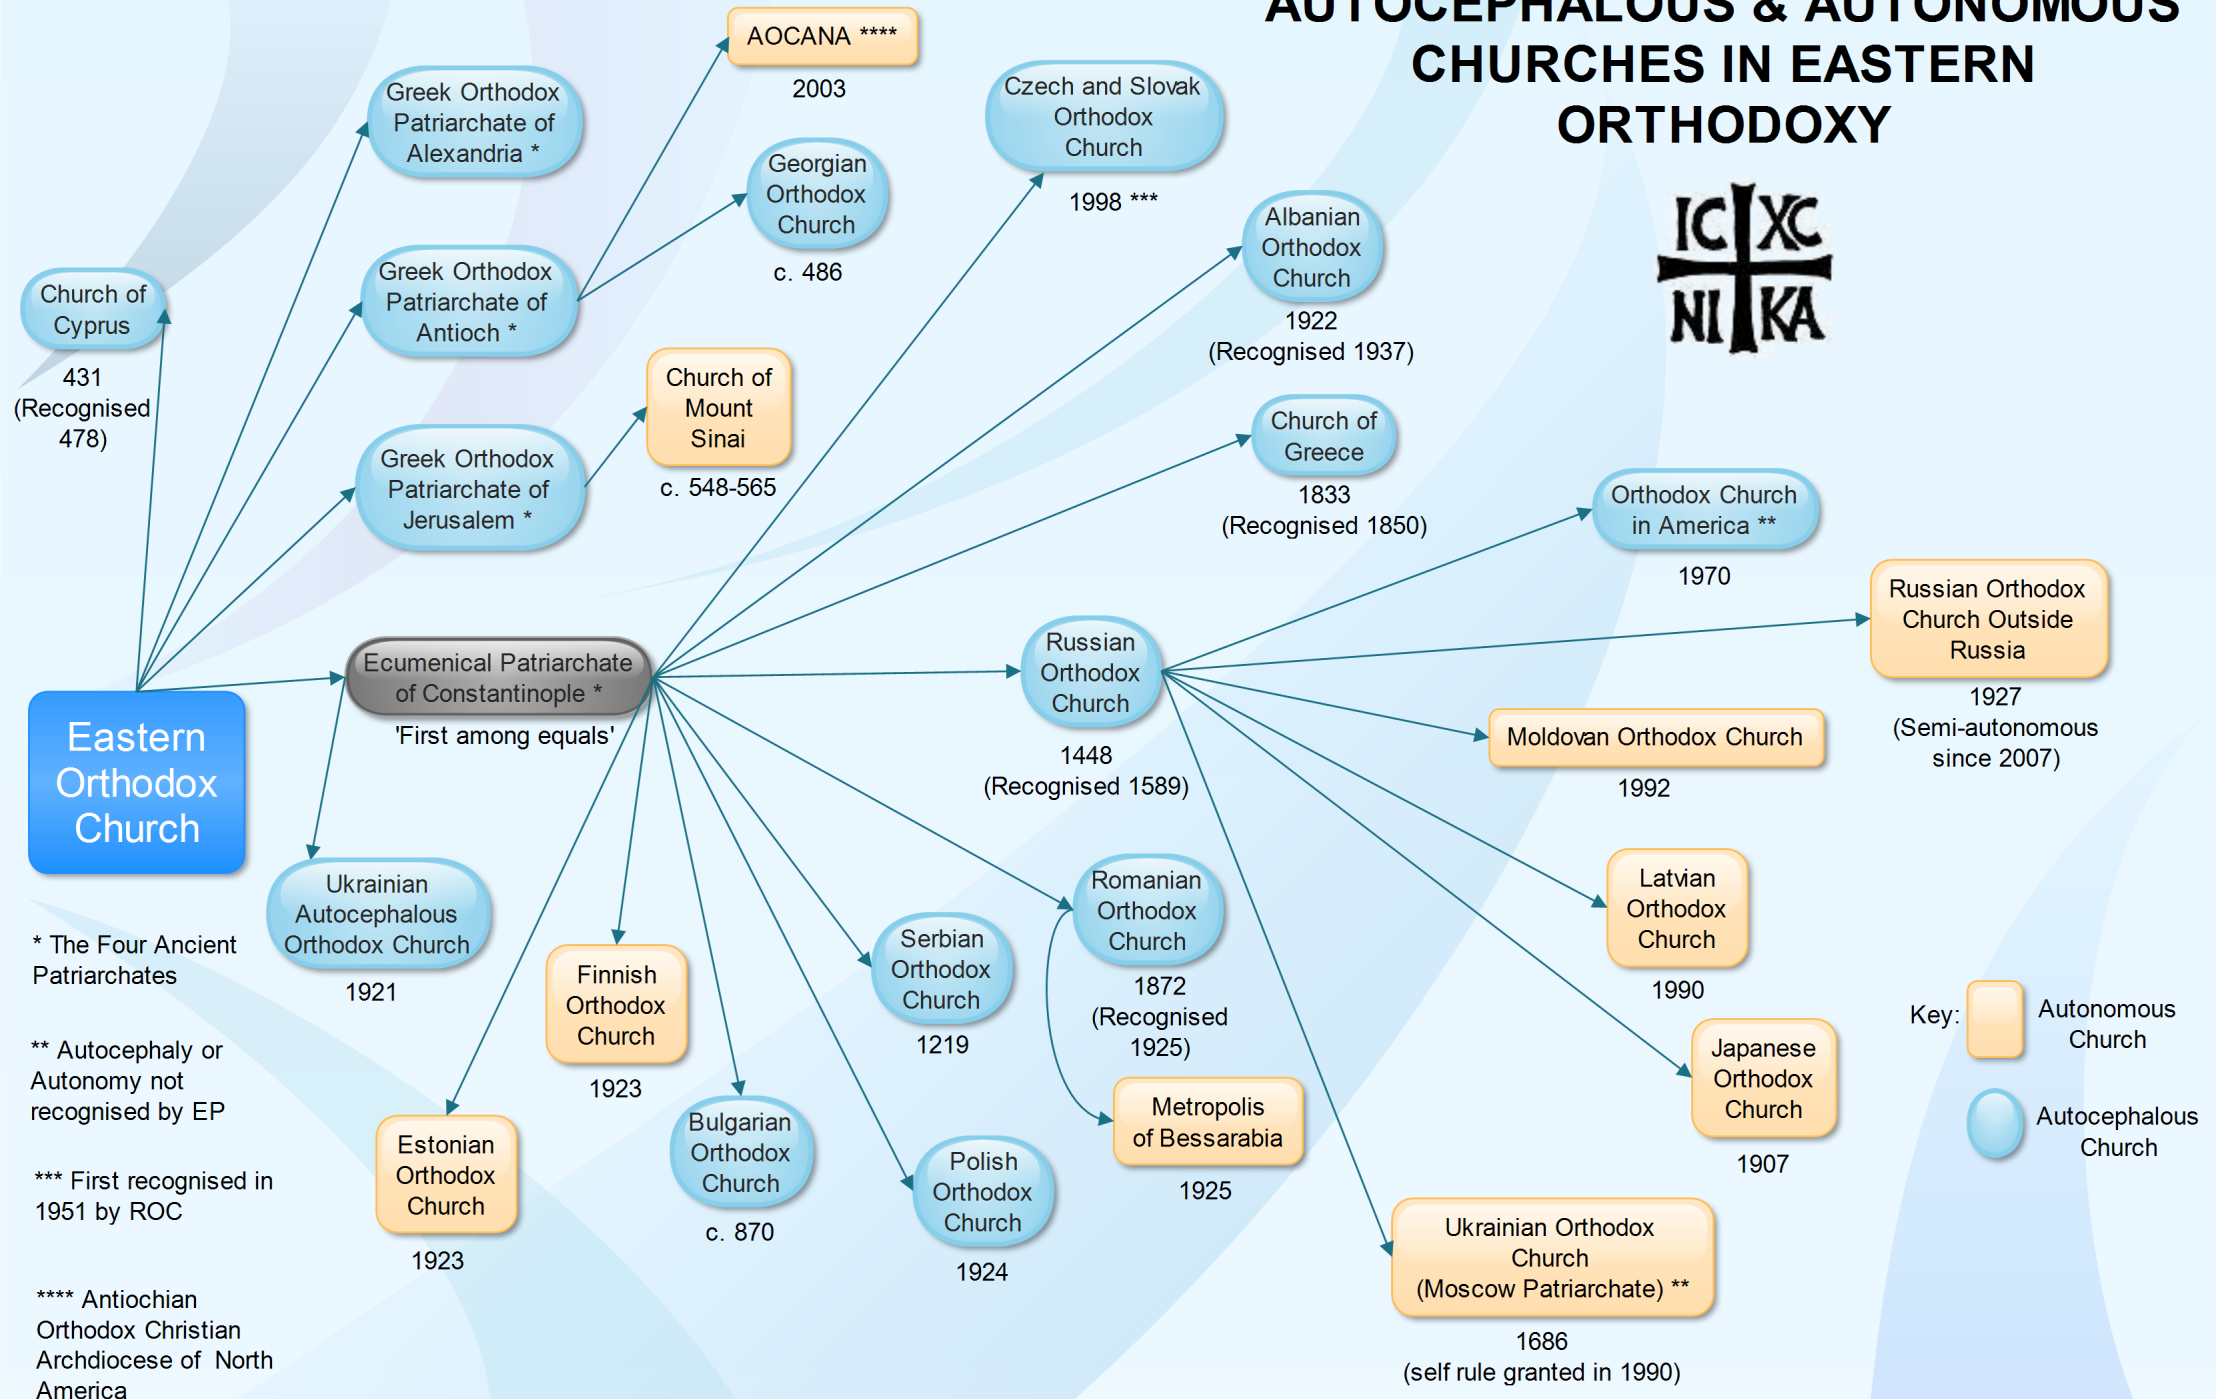 AUTOCEPHALOUS & AUTONOMOUS
CHURCHES IN EASTERN
ORTHODOXY
IC XC
NI KA
AOCANA ****
2003
Greek Orthodox
Patriarchate of
Alexandria *
Czech and Slovak
Orthodox
Church
1998 ***
Georgian
Orthodox
Church
c. 486
Albanian
Orthodox
Church
1922
(Recognised 1937)
Church of
Cyprus
431
(Recognised
478)
Greek Orthodox
Patriarchate of
Antioch *
Church of
Mount
Sinai
c. 548-565
Church of
Greece
1833
(Recognised 1850)
Greek Orthodox
Patriarchate of
Jerusalem *
Orthodox Church
in America **
1970
Russian Orthodox
Church Outside
Russia
1927
(Semi-autonomous
since 2007)
Ecumenical Patriarchate
of Constantinople *
'First among equals'
Russian
Orthodox
Church
1448
(Recognised 1589)
Eastern
Orthodox
Church
Moldovan Orthodox Church
1992
Ukrainian
Autocephalous
Orthodox Church
1921
Romanian
Orthodox
Church
1872
(Recognised
1925)
Latvian
Orthodox
Church
1990
Serbian
Orthodox
Church
1219
Finnish
Orthodox
Church
1923
Japanese
Orthodox
Church
1907
Metropolis
of Bessarabia
1925
Bulgarian
Orthodox
Church
c. 870
Estonian
Orthodox
Church
1923
Polish
Orthodox
Church
1924
Ukrainian Orthodox
Church
(Moscow Patriarchate) **
1686
(self rule granted in 1990)
Key:
Autonomous
Church
Autocephalous
Church
* The Four Ancient
Patriarchates
** Autocephaly or
Autonomy not
recognised by EP
*** First recognised in
1951 by ROC
**** Antiochian
Orthodox Christian
Archdiocese of North
America